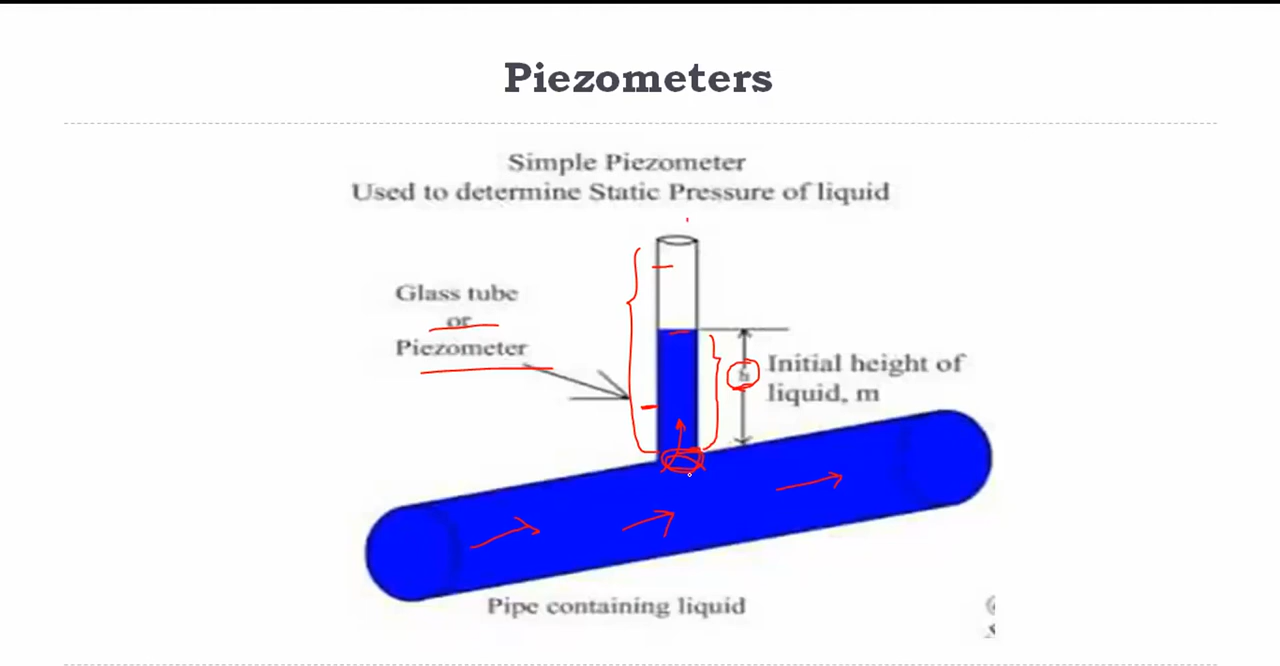 Piezometers
Simple Piezometer
Used to determine Static Pressure of liquid
Glass tube
or
Piezometer
h
Initial height of
liquid, m
Pipe containing liquid